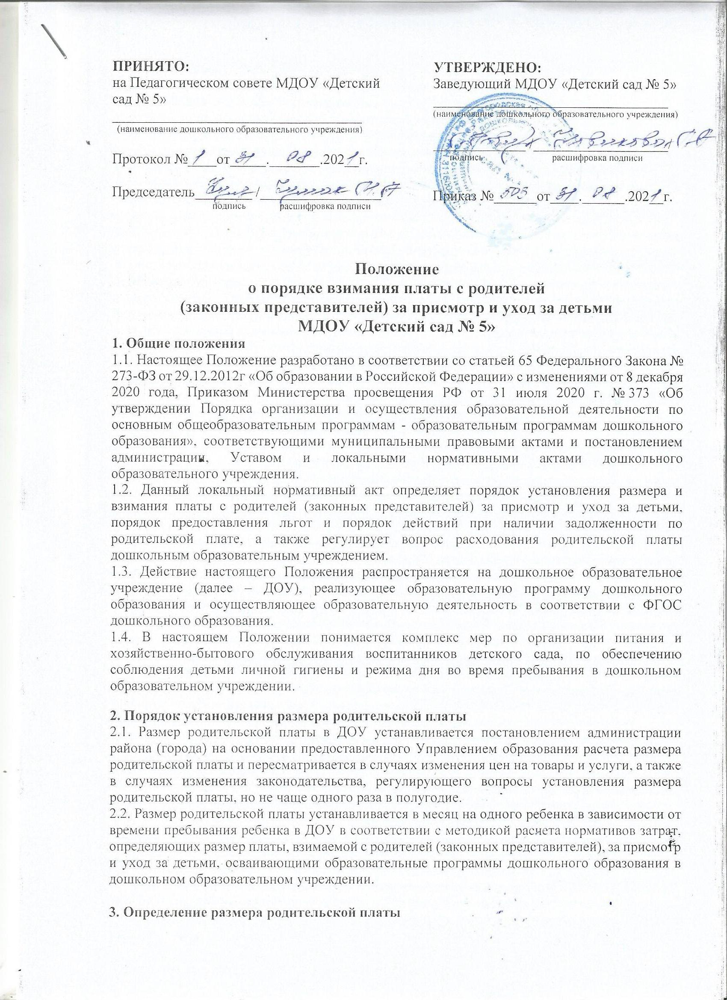 ПРИНЯТО:
на Педагогическом совете МДОУ «Детский
сад № 5»
(наименование дошкольного образовательного учреждения)
Протокол № 1 от 31.08.2021г.
Председатель /
подпись расшифровка подписи
УТВЕРЖДЕНО:
Заведующий МДОУ «Детский сад № 5»
(наименование дошкольного образовательного учреждения)
подпись расшифровка подписи
Приказ № 503 от 31.08.2021г.
Положение
о порядке взимания платы с родителей
(законных представителей) за присмотр и уход за детьми
МДОУ «Детский сад № 5»
1. Общие положения
1.1. Настоящее Положение разработано в соответствии со статьей 65 Федерального Закона №
273-ФЗ от 29.12.2012г «Об образовании в Российской Федерации» с изменениями от 8 декабря
2020 года, Приказом Министерства просвещения РФ от 31 июля 2020 г. № 373 «Об
утверждении Порядка организации и осуществления образовательной деятельности по
основным общеобразовательным программам - образовательным программам дошкольного
образования», соответствующими муниципальными правовыми актами и постановлением
администрации, Уставом и локальными нормативными актами дошкольного
образовательного учреждения.
1.2. Данный локальный нормативный акт определяет порядок установления размера и
взимания платы с родителей (законных представителей) за присмотр и уход за детьми,
порядок предоставления льгот и порядок действий при наличии задолженности по
родительской плате, а также регулирует вопрос расходования родительской платы
дошкольным образовательным учреждением.
1.3. Действие настоящего Положения распространяется на дошкольное образовательное
учреждение (далее – ДОУ), реализующее образовательную программу дошкольного
образования и осуществляющее образовательную деятельность в соответствии с ФГОС
дошкольного образования.
1.4. В настоящем Положении понимается комплекс мер по организации питания и
хозяйственно-бытового обслуживания воспитанников детского сада, по обеспечению
соблюдения детьми личной гигиены и режима дня во время пребывания в дошкольном
образовательном учреждении.
2. Порядок установления размера родительской платы
2.1. Размер родительской платы в ДОУ устанавливается постановлением администрации
района (города) на основании предоставленного Управлением образования расчета размера
родительской платы и пересматривается в случаях изменения цен на товары и услуги, а также
в случаях изменения законодательства, регулирующего вопросы установления размера
родительской платы, но не чаще одного раза в полугодие.
2.2. Размер родительской платы устанавливается в месяц на одного ребенка в зависимости от
времени пребывания ребенка в ДОУ в соответствии с методикой расчета нормативов затрат,
определяющих размер платы, взимаемой с родителей (законных представителей), за присмотр
и уход за детьми, осваивающими образовательные программы дошкольного образования в
дошкольном образовательном учреждении.
3. Определение размера родительской платы